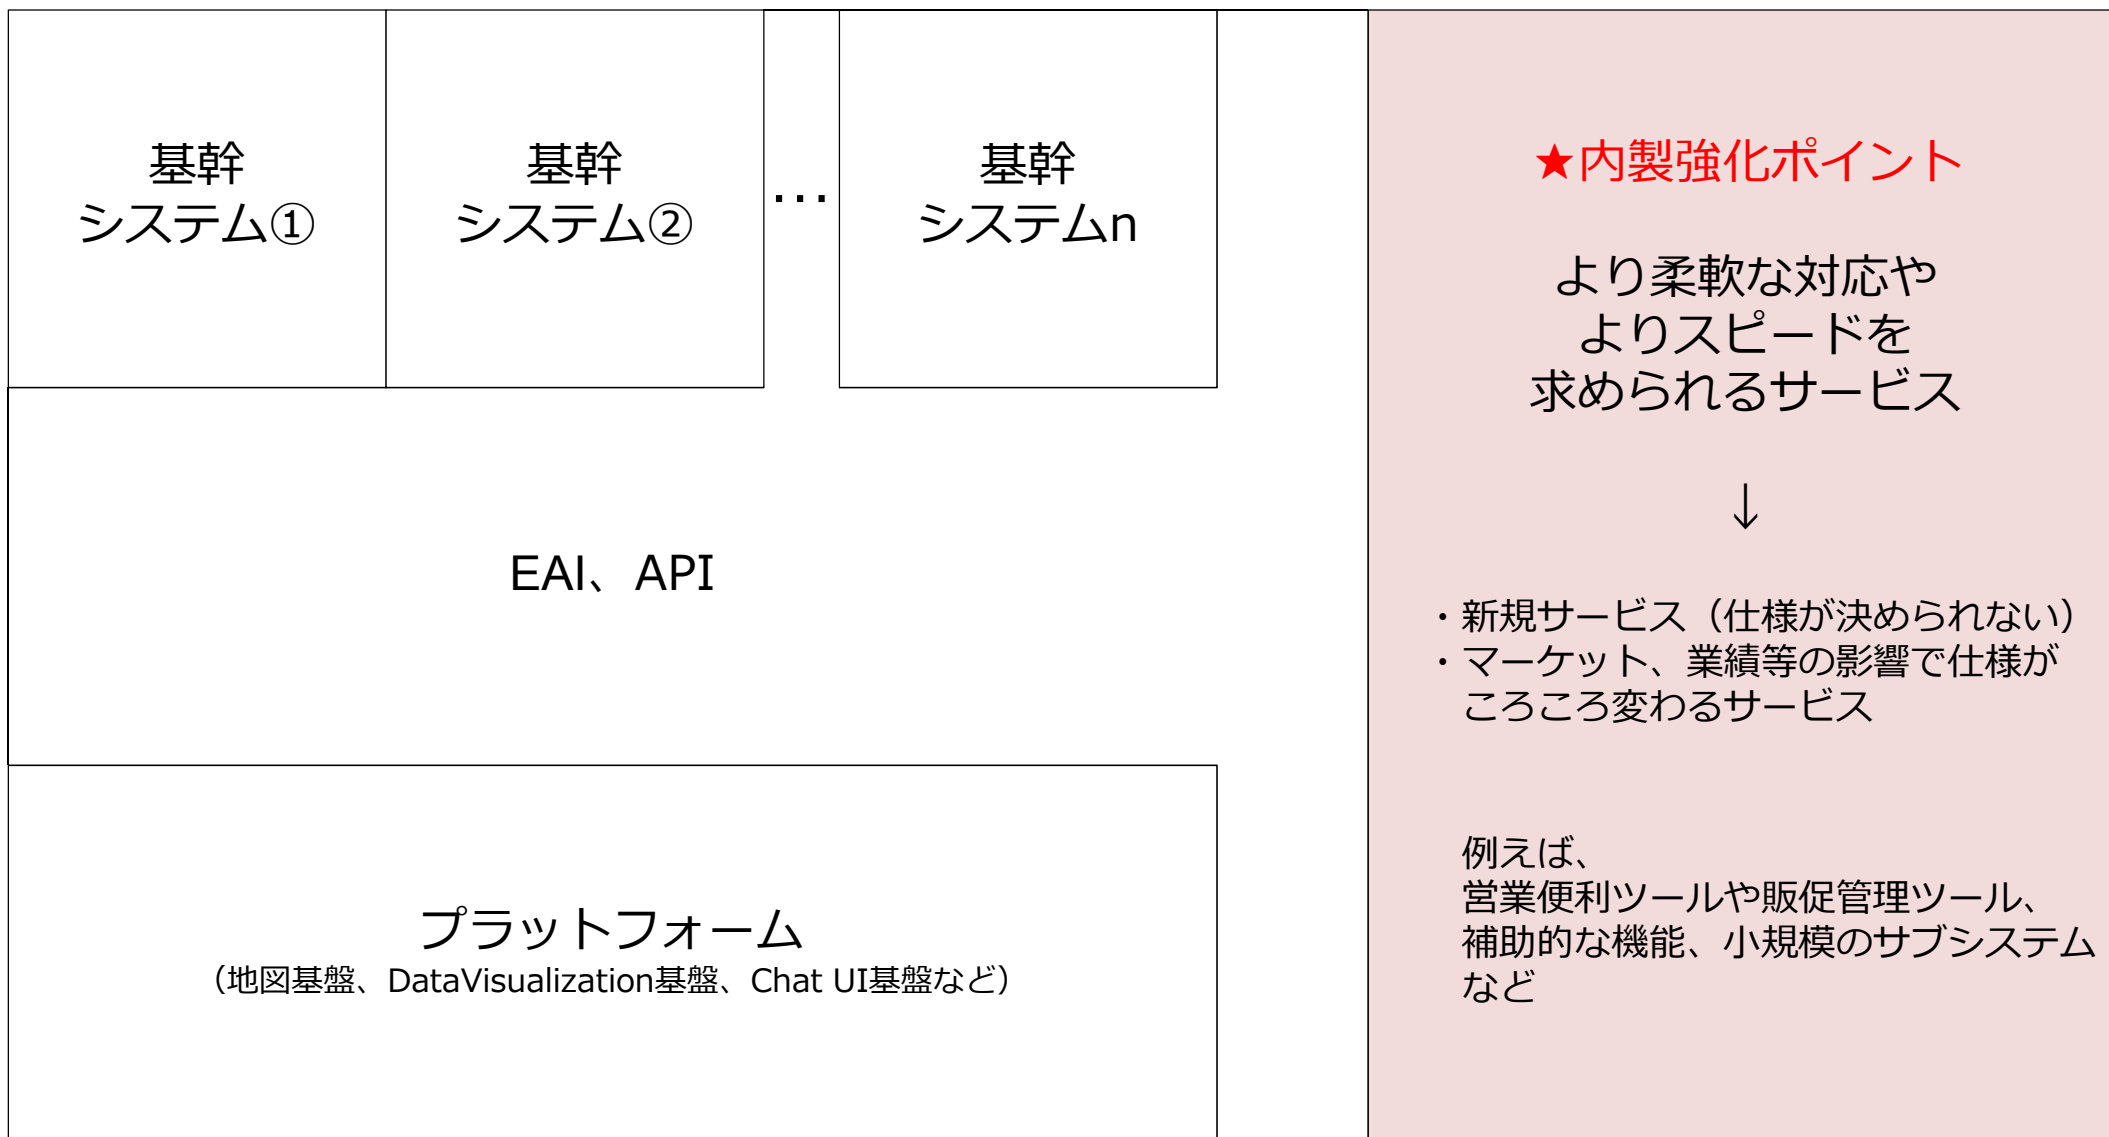 基幹
システム①
基幹
システム②
…
基幹
システムn
EAI、API
プラットフォーム
（地図基盤、DataVisualization基盤、Chat UI基盤など）
★内製強化ポイント
より柔軟な対応や
よりスピードを
求められるサービス
↓
・新規サービス（仕様が決められない）
・マーケット、業績等の影響で仕様が
ころころ変わるサービス
例えば、
営業便利ツールや販促管理ツール、
補助的な機能、小規模のサブシステム
など